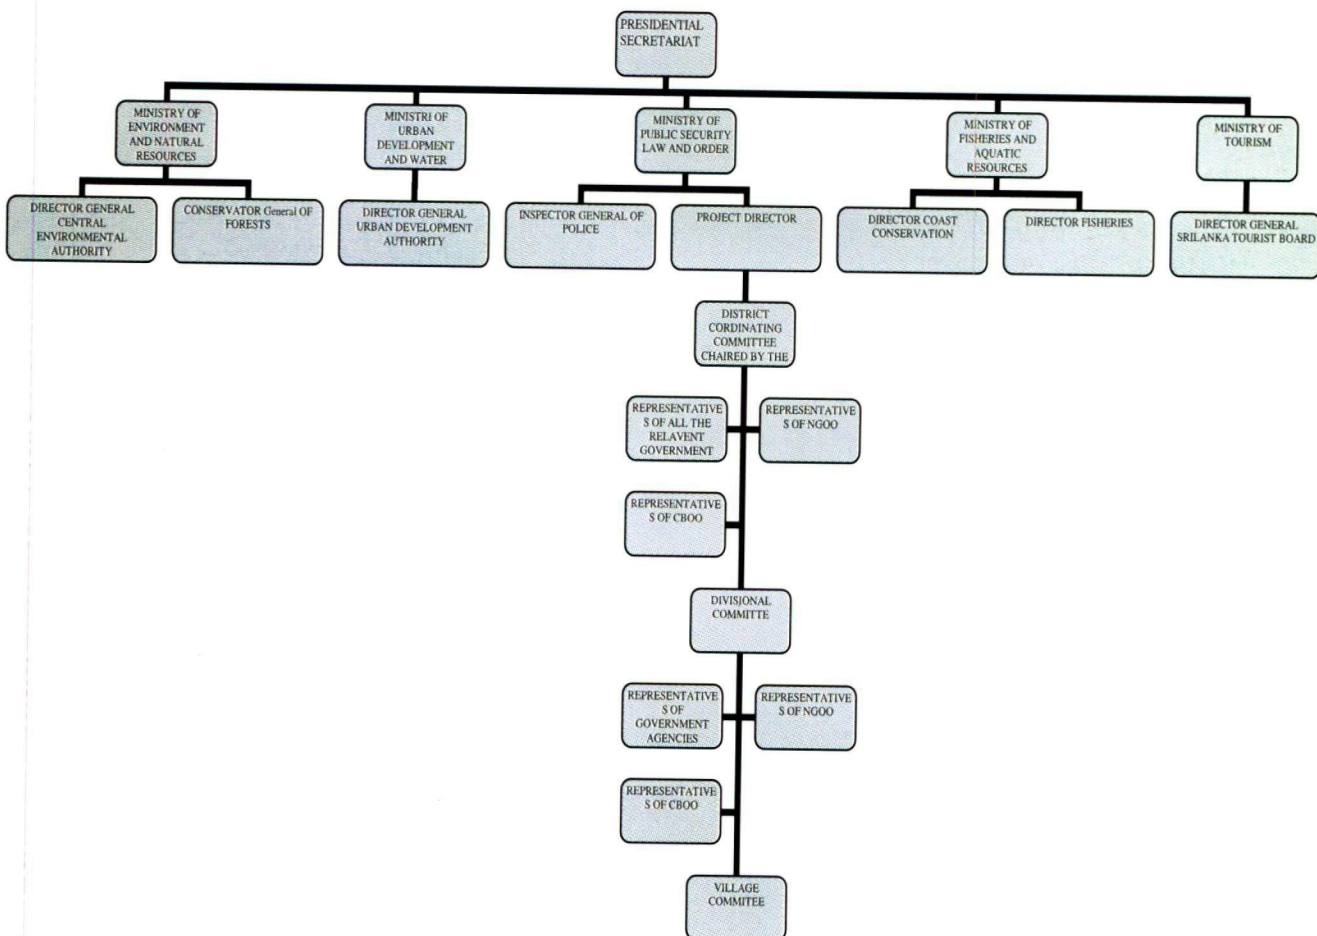 PRESIDENTIAL
SECRETARIAT
MINISTRY OF
ENVIRONMENT
AND NATURAL
RESOURCES
MINISTRI OF
URBAN
DEVELOPMENT
AND WATER
MINISTRY OF
PUBLIC SECURITY
LAW AND ORDER
MINISTRY OF
FISHERIES AND
AQUATIC
RESOURCES
MINISTRY OF
TOURISM
DIRECTOR GENERAL
CENTRAL
ENVIRONMENTAL
AUTHORITY
CONSERVATOR General OF
FORESTS
DIRECTOR GENERAL
URBAN DEVELOPMENT
AUTHORITY
INSPECTOR GENERAL OF
POLICE
PROJECT DIRECTOR
DIRECTOR COAST
CONSERVATION
DIRECTOR FISHERIES
DIRECTOR GENERAL
SRILANKA TOURIST BOARD
DISTRICT
CORDINATING
COMMITTEE
CHAIRED BY THE
REPRESENTATIVE
S OF ALL THE
RELAVENT
GOVERNMENT
REPRESENTATIVE
S OF NGOO
REPRESENTATIVE
S OF CBOO
DIVISJONAL
COMMITTE
REPRESENTATIVE
S OF
GOVERNMENT
AGENCIES
REPRESENTATIVE
S OF NGOO
REPRESENTATIVE
S OF CBOO
VILLAGE
COMMITEE